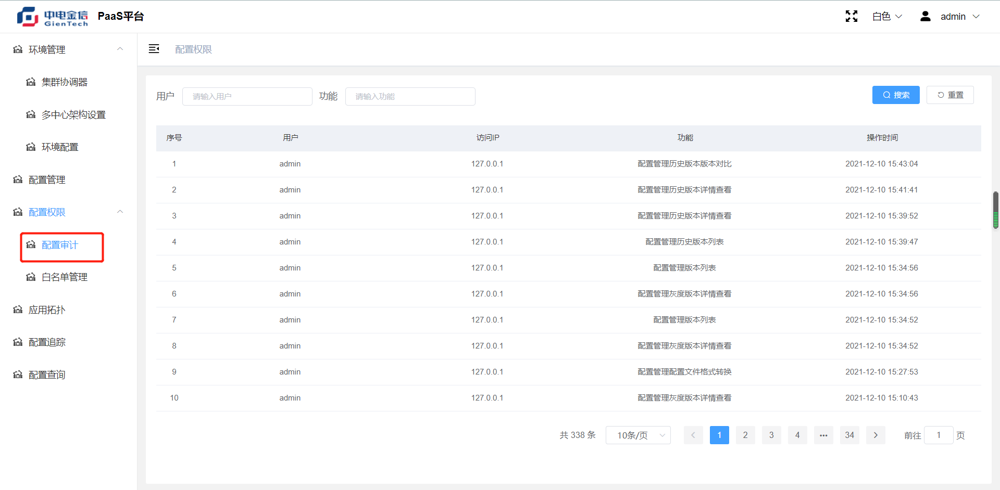 中电金信
GienTech
PaaS平台
白色
admin
环境管理
集群协调器
多中心架构设置
环境配置
配置管理
配置权限
配置审计
白名单管理
应用拓扑
配置追踪
配置查询
配置权限
用户 请输入用户 功能 请输入功能 搜索 重置
序号 用户 访问IP 功能 操作时间
1 admin 127.0.0.1 配置管理历史版本版本对比 2021-12-10 15:43:04
2 admin 127.0.0.1 配置管理历史版本详情查看 2021-12-10 15:41:41
3 admin 127.0.0.1 配置管理历史版本详情查看 2021-12-10 15:39:52
4 admin 127.0.0.1 配置管理历史版本列表 2021-12-10 15:39:47
5 admin 127.0.0.1 配置管理版本列表 2021-12-10 15:34:56
6 admin 127.0.0.1 配置管理灰度版本详情查看 2021-12-10 15:34:56
7 admin 127.0.0.1 配置管理版本列表 2021-12-10 15:34:52
8 admin 127.0.0.1 配置管理灰度版本详情查看 2021-12-10 15:34:52
9 admin 127.0.0.1 配置管理配置文件格式转换 2021-12-10 15:27:53
10 admin 127.0.0.1 配置管理灰度版本详情查看 2021-12-10 15:10:43
共 338 条 10条/页 1 2 3 4 ••• 34 前往 1 页